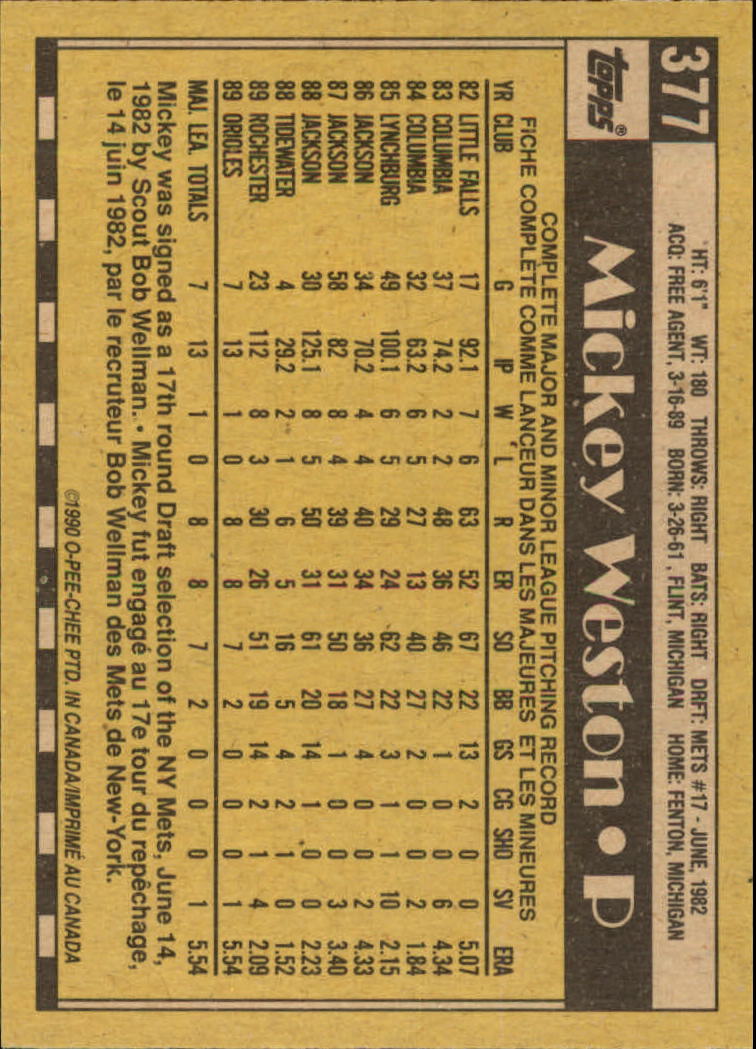 377
HT: 6'1" WT: 180 THROWS: RIGHT BATS: RIGHT DRFT: METS #17 - JUNE, 1982
ACQ: FREE AGENT, 3-16-89 BORN: 3-26-61, FLINT, MICHIGAN HOME: FENTON, MICHIGAN
topps®
Mickey Weston • P
COMPLETE MAJOR AND MINOR LEAGUE PITCHING RECORD
FICHE COMPLÈTE COMME LANCEUR DANS LES MAJEURES ET LES MINEURES
YR CLUB G IP W L R ER SO BB GS CG SHO SV ERA
82 LITTLE FALLS 17 92.1 7 6 63 52 67 22 13 2 0 0 5.07
83 COLUMBIA 37 74.2 2 2 48 36 46 22 1 0 0 6 4.34
84 COLUMBIA 32 63.2 6 5 27 13 40 27 2 0 0 2 1.84
85 LYNCHBURG 49 100.1 6 5 29 24 62 22 3 1 1 10 2.15
86 JACKSON 34 70.2 4 4 40 34 36 27 4 0 0 2 4.33
87 JACKSON 58 82 8 4 39 31 50 18 1 0 0 3 3.40
88 JACKSON 30 125.1 8 5 50 31 61 20 14 1 0 0 2.23
88 TIDEWATER 4 29.2 2 1 6 5 16 5 4 2 1 0 1.52
89 ROCHESTER 23 112 8 3 30 26 51 19 14 2 1 4 2.09
89 ORIOLES 7 13 1 0 8 8 7 2 0 0 0 1 5.54
MAJ. LEA. TOTALS 7 13 1 0 8 8 7 2 0 0 0 1 5.54
Mickey was signed as a 17th round Draft selection of the NY Mets, June 14,
1982 by Scout Bob Wellman. • Mickey fut engagé au 17e tour du repêchage,
le 14 juin 1982, par le recruteur Bob Wellman des Mets de New-York.
©1990 O-PEE-CHEE PTD. IN CANADA/IMPRIMÉ AU CANADA